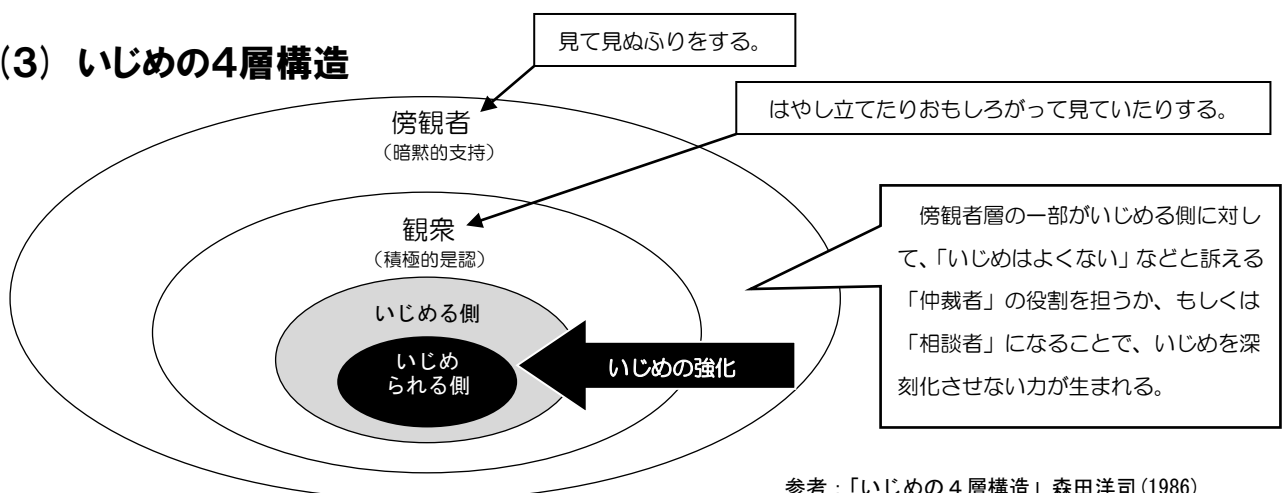 (3) いじめの4層構造
見て見ぬふりをする。
はやし立てたりおもしろがって見ていたりする。
傍観者
（暗黙的支持）
観衆
（積極的是認）
いじめる側
いじめ
られる側
いじめの強化
傍観者層の一部がいじめる側に対し
て、「いじめはよくない」などと訴える
「仲裁者」の役割を担うか、もしくは
「相談者」になることで、いじめを深
刻化させない力が生まれる。
参考：「いじめの４層構造」森田洋司(1986)